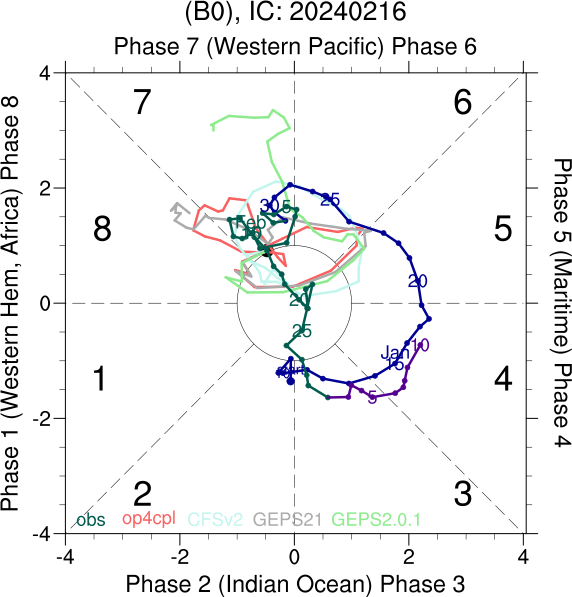 (B0), IC: 20240216
Phase 7 (Western Pacific) Phase 6
Phase 1 (Western Hem, Africa) Phase 8
Phase 5 (Maritime) Phase 4
4
2
0
-2
-4
7
6
8
5
1
4
2
3
30
5
25
Feb
20
20
25
Jan
10
15
5
obs
op4cpl
CFSv2
GEPS21
GEPS2.0.1
-4
-2
0
2
4
Phase 2 (Indian Ocean) Phase 3